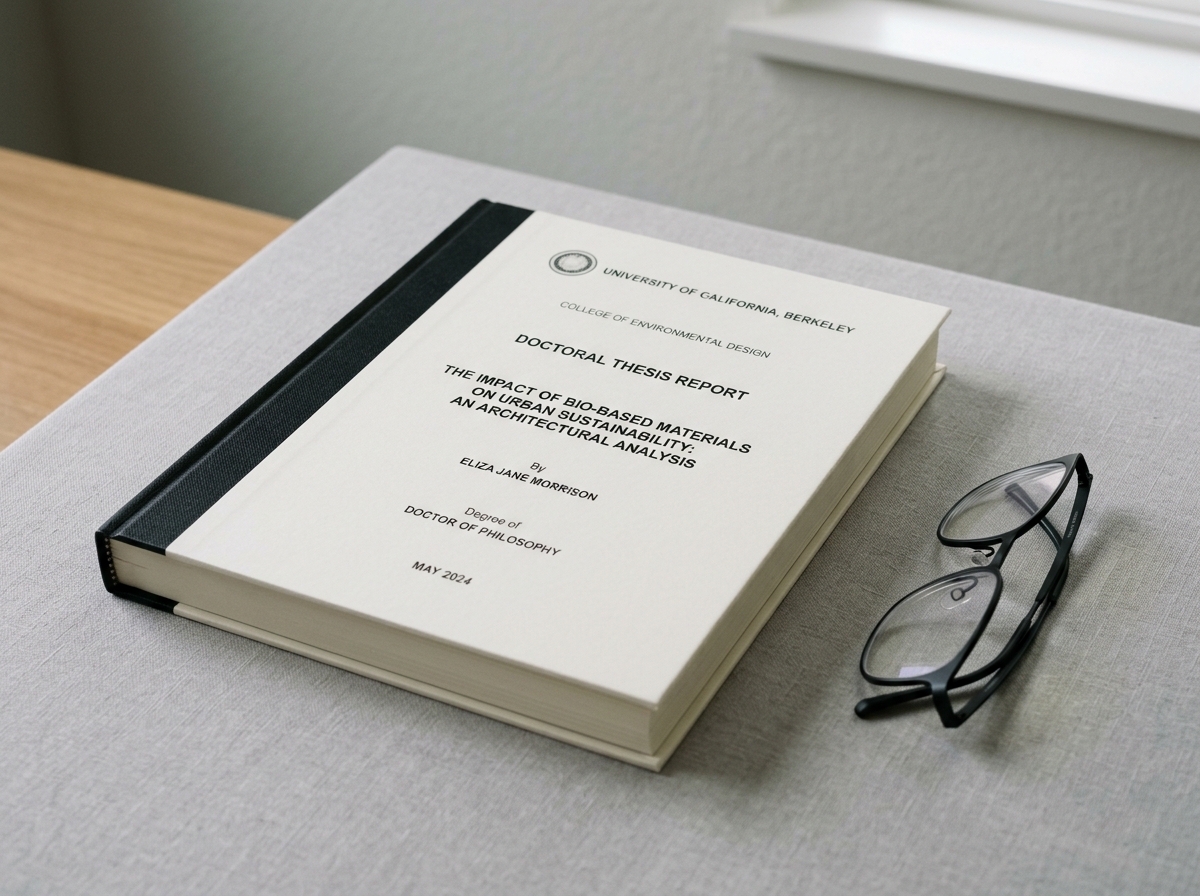 UNIVERSITY OF CALIFORNIA, BERKELEY
COLLEGE OF ENVIRONMENTAL DESIGN
DOCTORAL THESIS REPORT
THE IMPACT OF BIO-BASED MATERIALS
ON URBAN SUSTAINABILITY:
AN ARCHITECTURAL ANALYSIS
By
ELIZA JANE MORRISON
Degree of
DOCTOR OF PHILOSOPHY
MAY 2024